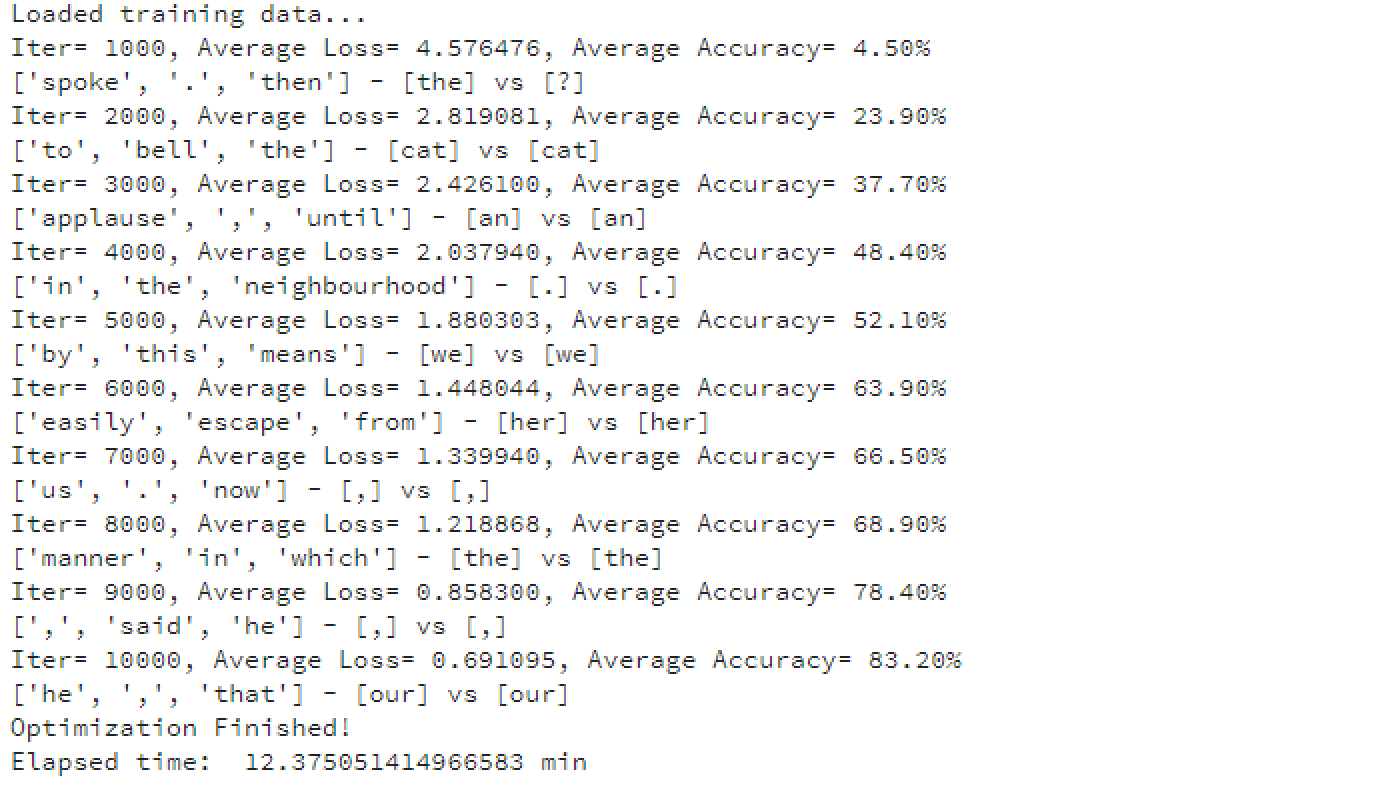 Loaded training data...
Iter= 1000, Average Loss= 4.576476, Average Accuracy= 4.50%
['spoke', '.', 'then'] - [the] vs [?]
Iter= 2000, Average Loss= 2.819081, Average Accuracy= 23.90%
['to', 'bell', 'the'] - [cat] vs [cat]
Iter= 3000, Average Loss= 2.426100, Average Accuracy= 37.70%
['applause', ',', 'until'] - [an] vs [an]
Iter= 4000, Average Loss= 2.037940, Average Accuracy= 48.40%
['in', 'the', 'neighbourhood'] - [.] vs [.]
Iter= 5000, Average Loss= 1.880303, Average Accuracy= 52.10%
['by', 'this', 'means'] - [we] vs [we]
Iter= 6000, Average Loss= 1.448044, Average Accuracy= 63.90%
['easily', 'escape', 'from'] - [her] vs [her]
Iter= 7000, Average Loss= 1.339940, Average Accuracy= 66.50%
['us', '.', 'now'] - [,] vs [,]
Iter= 8000, Average Loss= 1.218868, Average Accuracy= 68.90%
['manner', 'in', 'which'] - [the] vs [the]
Iter= 9000, Average Loss= 0.858300, Average Accuracy= 78.40%
[',', 'said', 'he'] - [,] vs [,]
Iter= 10000, Average Loss= 0.691095, Average Accuracy= 83.20%
['he', ',', 'that'] - [our] vs [our]
Optimization Finished!
Elapsed time:  12.375051414966583 min